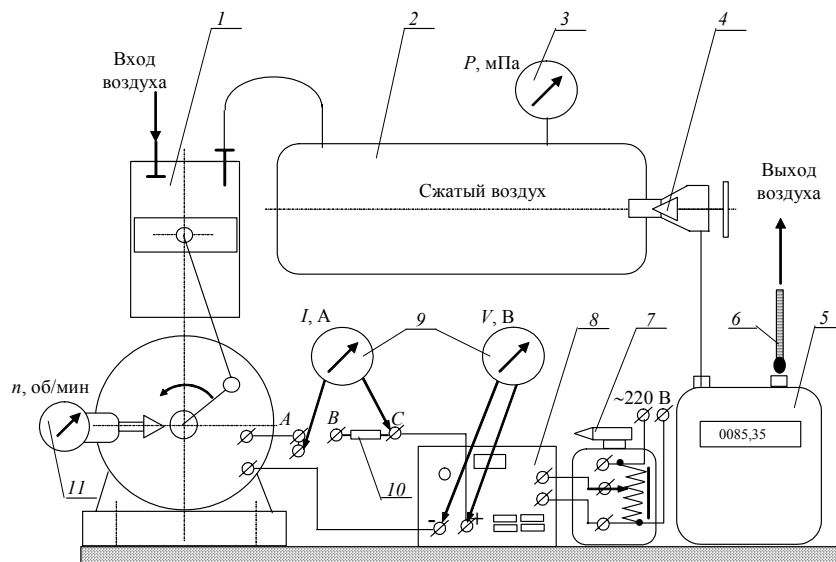 1
2
3
4
Вход
воздуха
P, мПа
Выход
воздуха
Сжатый воздух
I, А
9
V, В
8
7
6
5
n, об/мин
~220 В
A
B
C
0085,35
11
10
- +